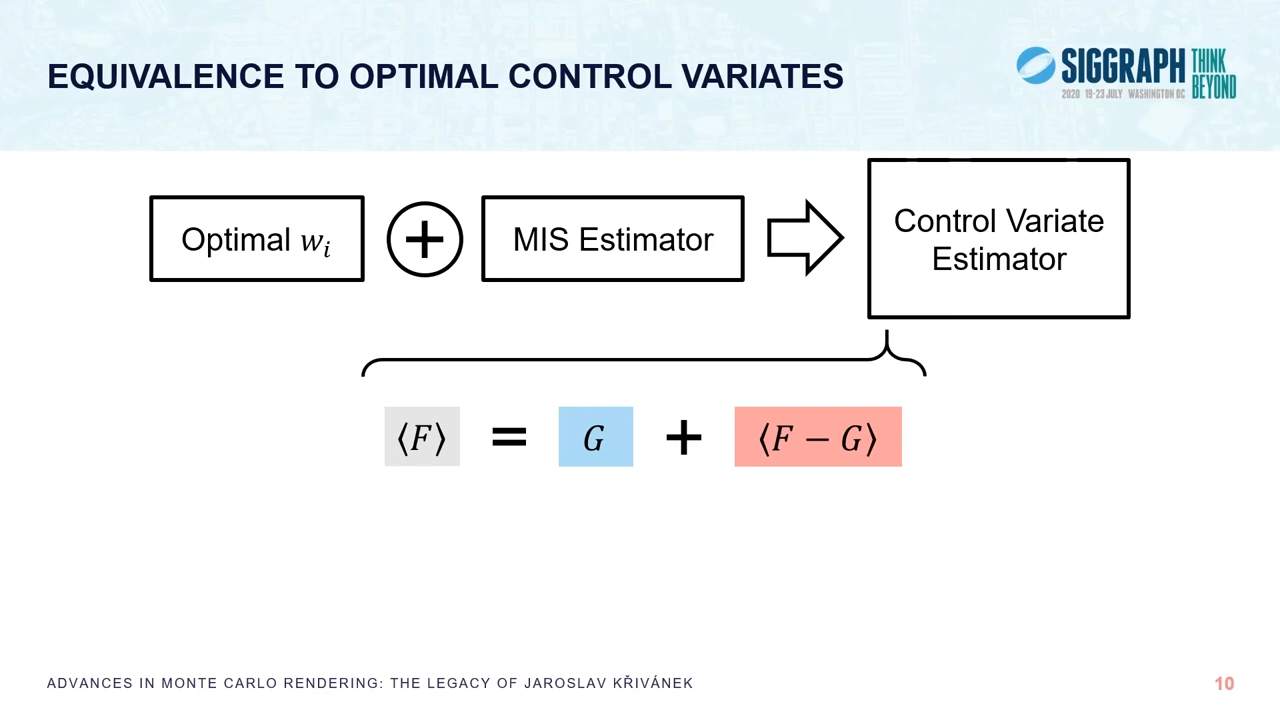 EQUIVALENCE TO OPTIMAL CONTROL VARIATES
SIGGRAPH THINK BEYOND
2020 19-23 JULY WASHINGTON DC
Optimal wᵢ + MIS Estimator
Control Variate
Estimator
⟨F⟩ = G + ⟨F − G⟩
ADVANCES IN MONTE CARLO RENDERING: THE LEGACY OF JAROSLAV KŘIVÁNEK
10